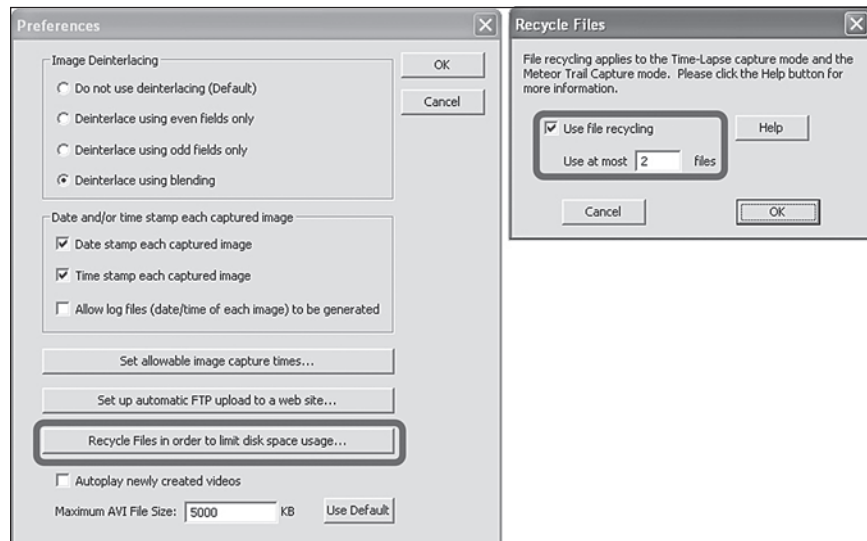 Preferences
Image Deinterlacing
Do not use deinterlacing (Default)
Deinterlace using even fields only
Deinterlace using odd fields only
Deinterlace using blending
OK
Cancel
Date and/or time stamp each captured image
Date stamp each captured image
Time stamp each captured image
Allow log files (date/time of each image) to be generated
Set allowable image capture times...
Set up automatic FTP upload to a web site...
Recycle Files in order to limit disk space usage...
Autoplay newly created videos
Maximum AVI File Size: 5000 KB Use Default
Recycle Files
File recycling applies to the Time-Lapse capture mode and the
Meteor Trail Capture mode. Please click the Help button for
more information.
Use file recycling
Help
Use at most 2 files
Cancel OK